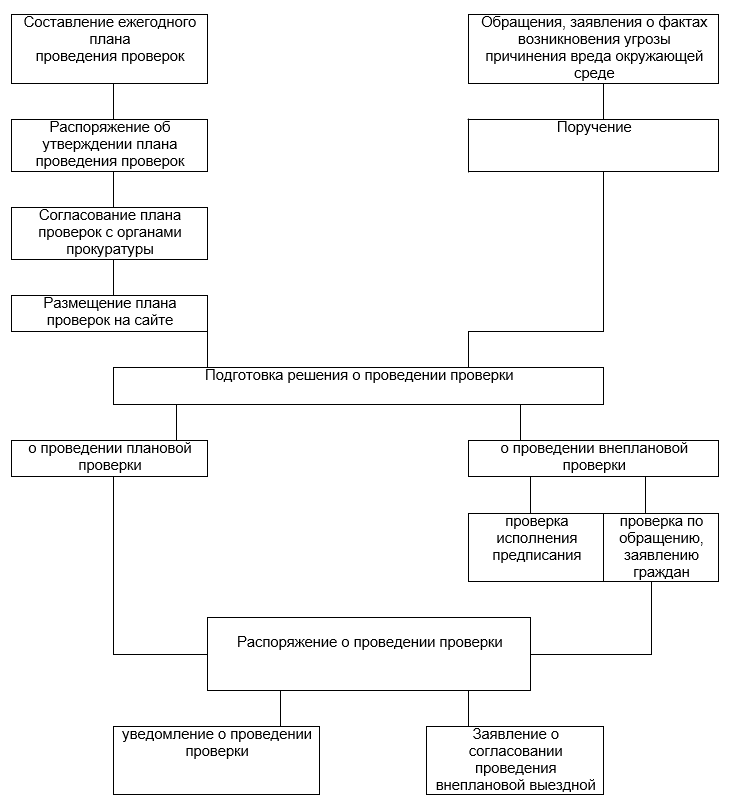 Составление ежегодного
плана
проведения проверок
Обращения, заявления о фактах
возникновения угрозы
причинения вреда окружающей
среде
Распоряжение об
утверждении плана
проведения проверок
Поручение
Согласование плана
проверок с органами
прокуратуры
Размещение плана
проверок на сайте
Подготовка решения о проведении проверки
о проведении плановой
проверки
о проведении внеплановой
проверки
проверка
исполнения
предписания
проверка по
обращению,
заявлению
граждан
Распоряжение о проведении проверки
уведомление о проведении
проверки
Заявление о
согласовании
проведения
внеплановой выездной